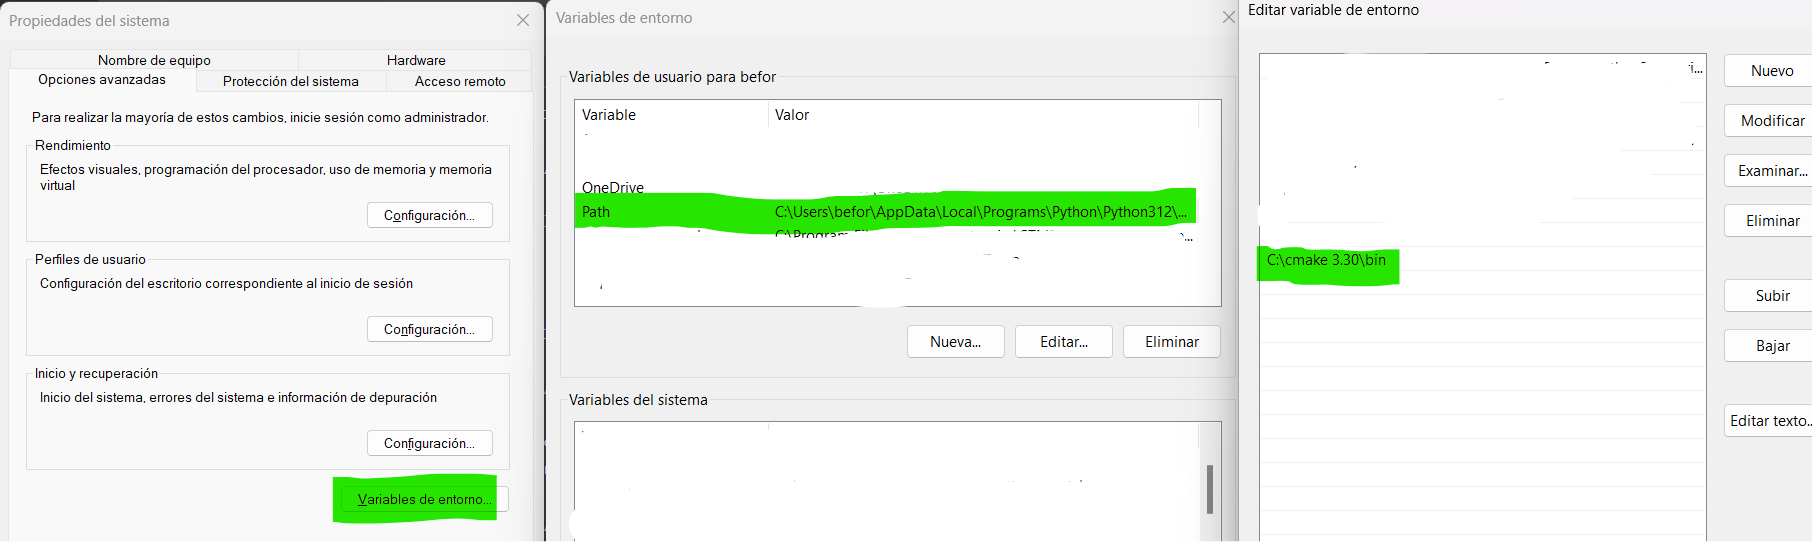 Propiedades del sistema
Nombre de equipo
Hardware
Opciones avanzadas
Protección del sistema
Acceso remoto
Para realizar la mayoría de estos cambios, inicie sesión como administrador.
Rendimiento
Efectos visuales, programación del procesador, uso de memoria y memoria
virtual
Configuración...
Perfiles de usuario
Configuración del escritorio correspondiente al inicio de sesión
Configuración...
Inicio y recuperación
Inicio del sistema, errores del sistema e información de depuración
Configuración...
Variables de entorno...
Variables de entorno
Variables de usuario para befor
Variable
Valor
OneDrive
Path
C:\Users\befor\AppData\Local\Programs\Python\Python312\...
Nueva...
Editar...
Eliminar
Variables del sistema
Editar variable de entorno
C:\cmake 3.30\bin
Nuevo
Modificar
Examinar...
Eliminar
Subir
Bajar
Editar texto...